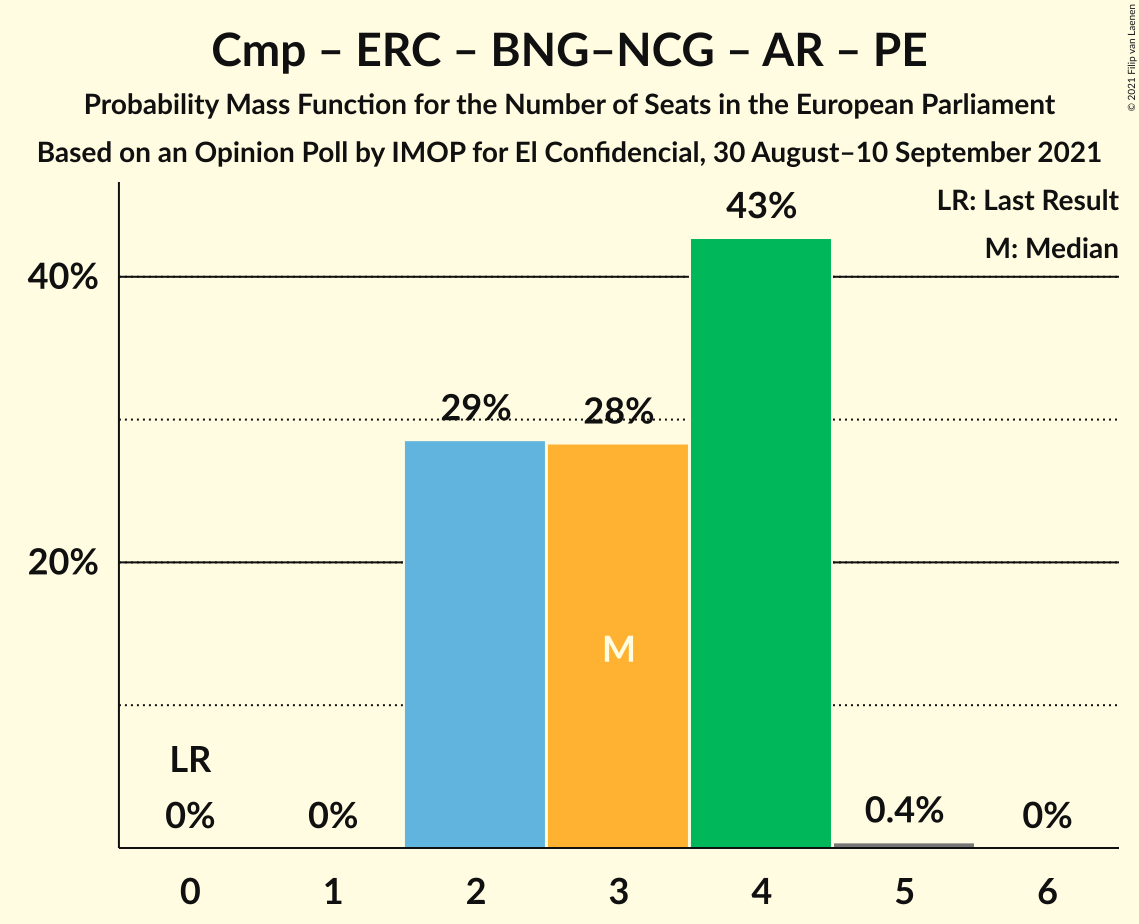 Cmp – ERC – BNG–NCG – AR – PE
Probability Mass Function for the Number of Seats in the European Parliament
Based on an Opinion Poll by IMOP for El Confidencial, 30 August–10 September 2021
© 2021 Filip van Laenen
LR: Last Result
M: Median
43%
40%
29%
28%
20%
M
LR
0%
0%
0.4%
0%
0 1 2 3 4 5 6